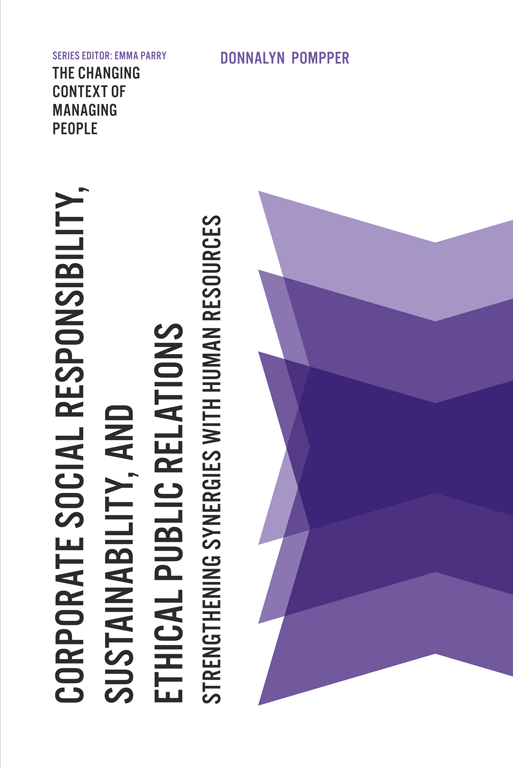 SERIES EDITOR: EMMA PARRY
THE CHANGING
CONTEXT OF
MANAGING
PEOPLE
DONNALYN POMPPER
CORPORATE SOCIAL RESPONSIBILITY,
SUSTAINABILITY, AND
ETHICAL PUBLIC RELATIONS
STRENGTHENING SYNERGIES WITH HUMAN RESOURCES